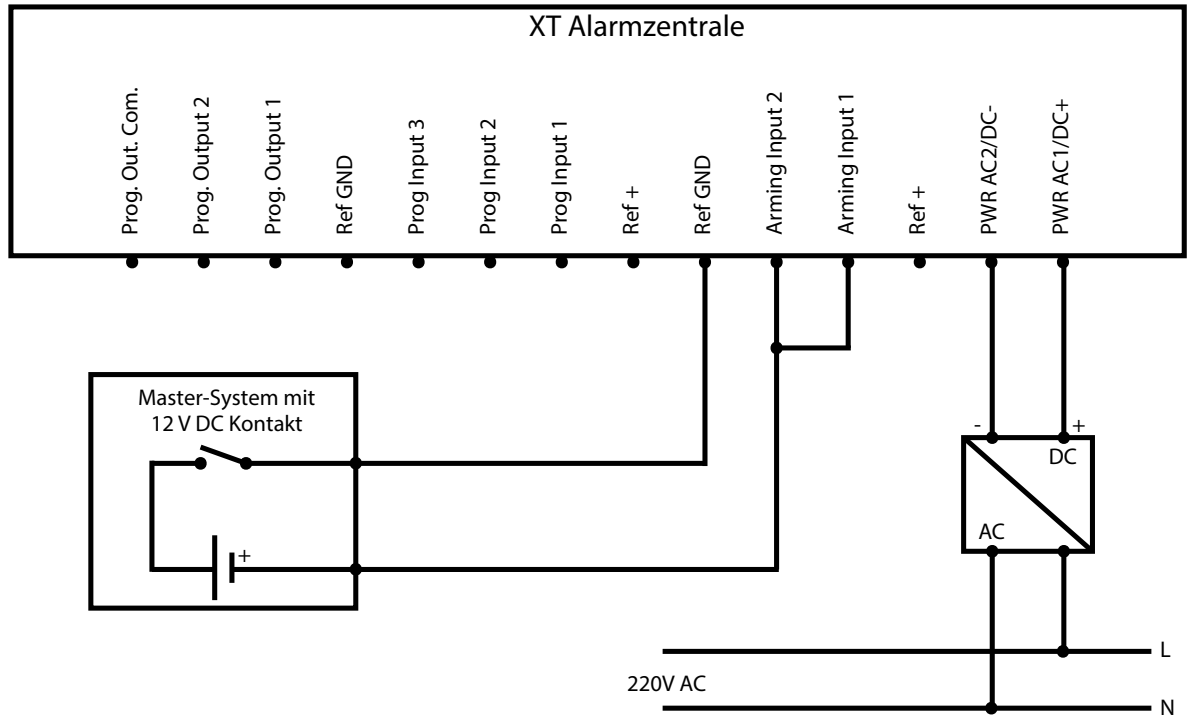 XT Alarmzentrale
Prog. Out. Com.
Prog. Output 2
Prog. Output 1
Ref GND
Prog Input 3
Prog Input 2
Prog Input 1
Ref +
Ref GND
Arming Input 2
Arming Input 1
Ref +
PWR AC2/DC-
PWR AC1/DC+
Master-System mit
12 V DC Kontakt
+
- +
DC
AC
L
220V AC
N